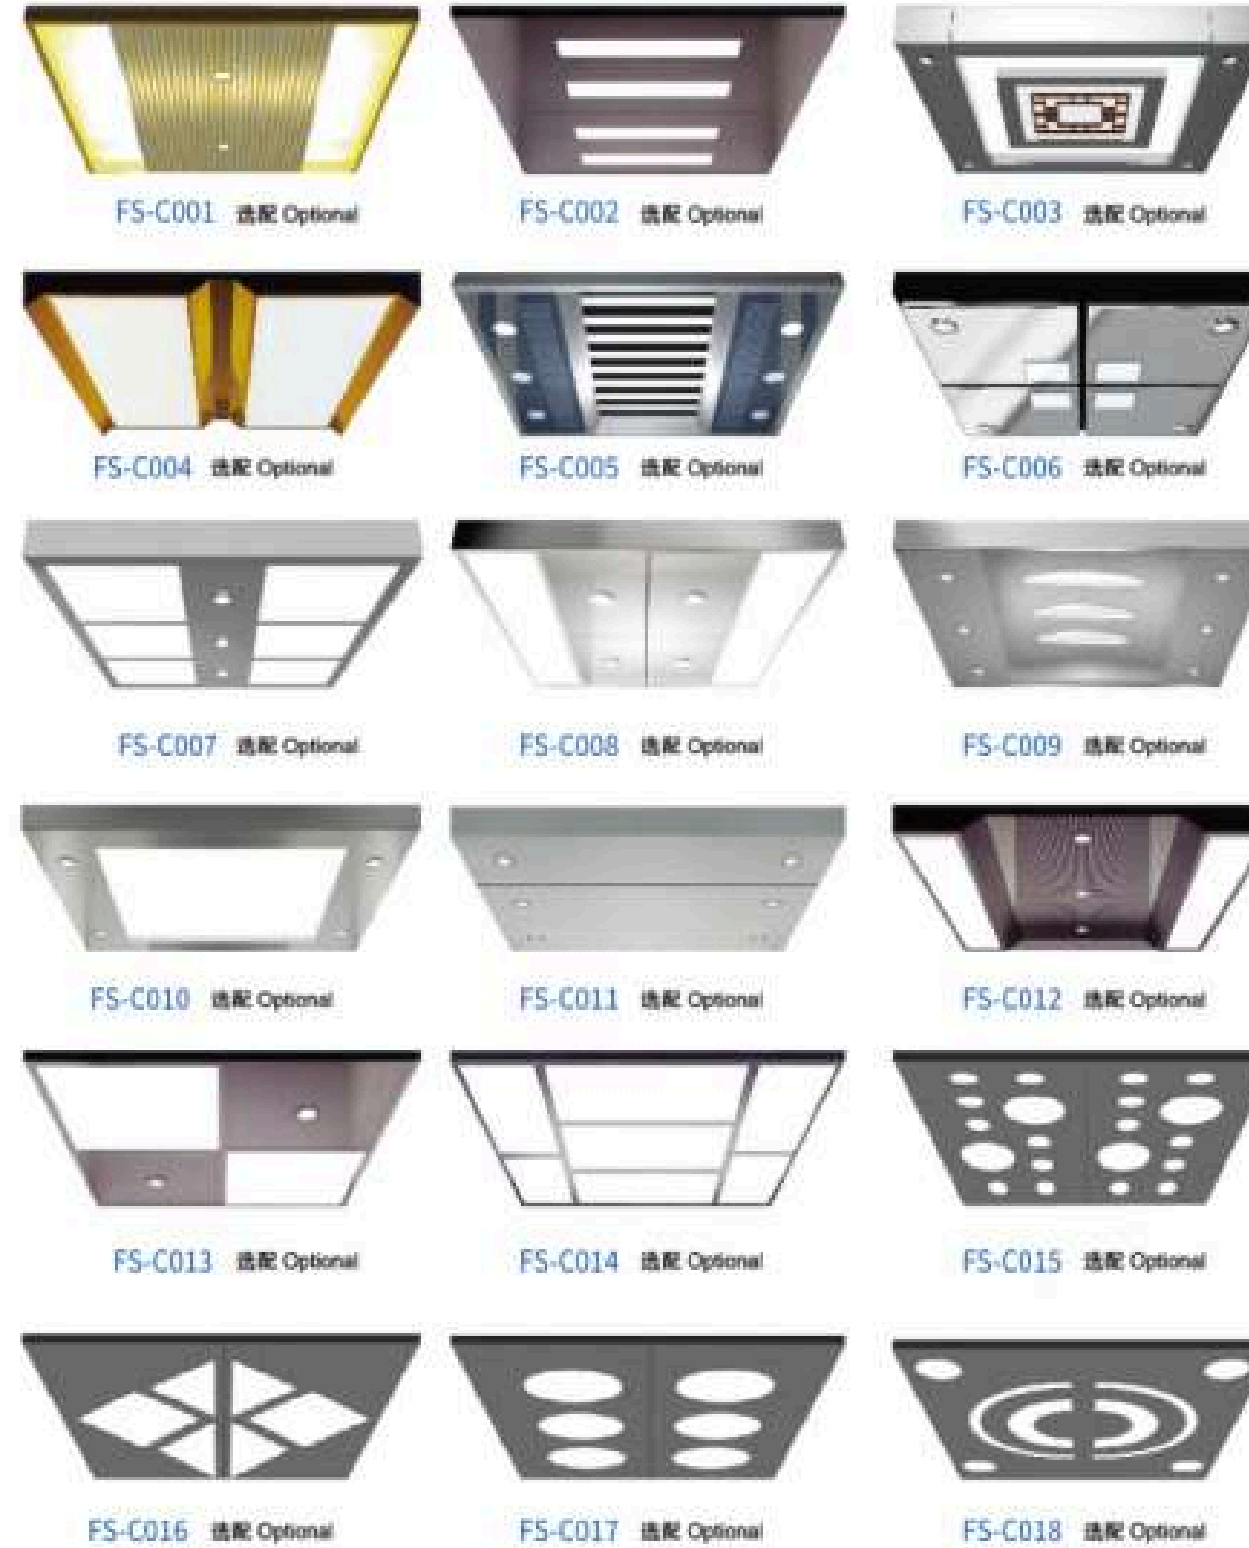 FS-C001 选配 Optional
FS-C002 选配 Optional
FS-C003 选配 Optional
FS-C004 选配 Optional
FS-C005 选配 Optional
FS-C006 选配 Optional
FS-C007 选配 Optional
FS-C008 选配 Optional
FS-C009 选配 Optional
FS-C010 选配 Optional
FS-C011 选配 Optional
FS-C012 选配 Optional
FS-C013 选配 Optional
FS-C014 选配 Optional
FS-C015 选配 Optional
FS-C016 选配 Optional
FS-C017 选配 Optional
FS-C018 选配 Optional